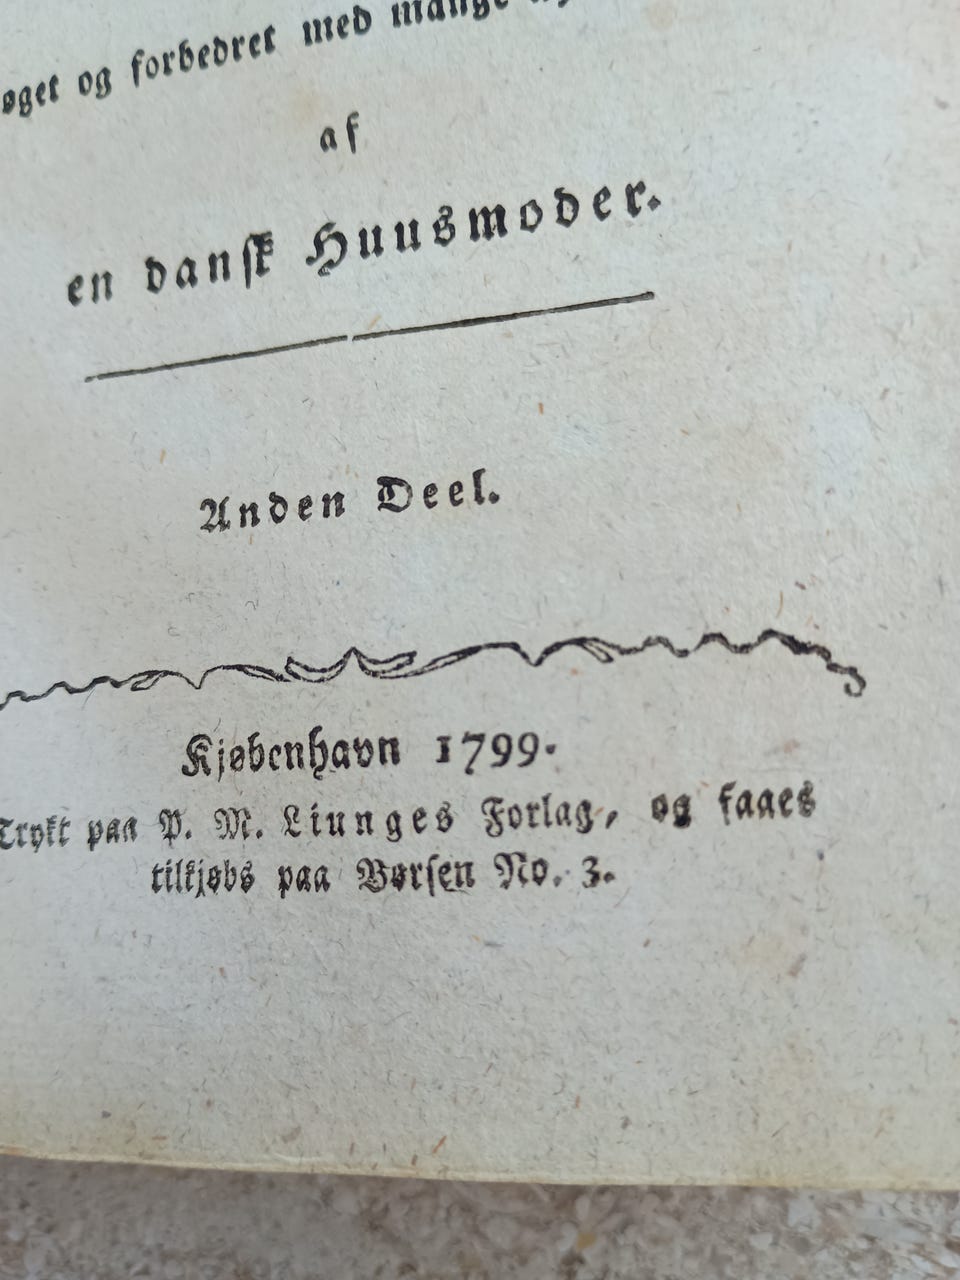 og forbedret med mange
af
en dansk Huusmoder.
Anden Deel.
Kjøbenhavn 1799.
Trykt paa P. M. Liunges Forlag, og faaes
tilkjøbs paa Børsen No. 3.